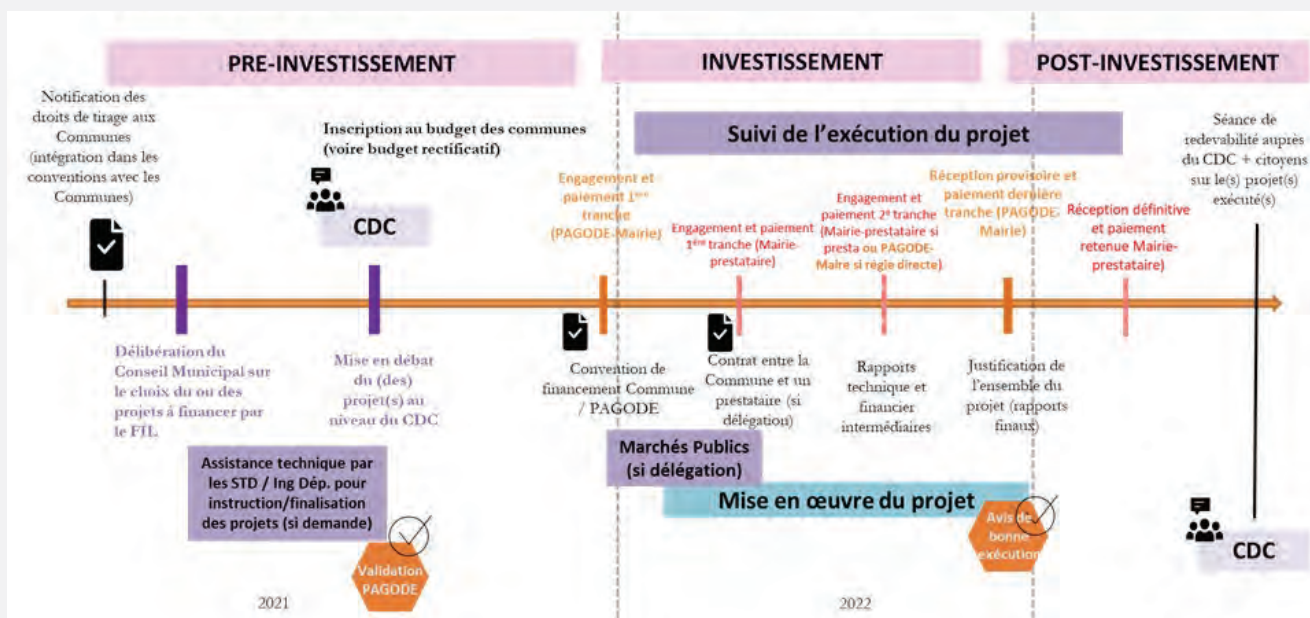 PRE-INVESTISSEMENT
INVESTISSEMENT
POST-INVESTISSEMENT
Notification des
droits de tirage aux
Communes
(intégration dans les
conventions avec les
Communes)
Inscription au budget des communes
(voire budget rectificatif)
CDC
Suivi de l’exécution du projet
Engagement et
paiement 1ère
tranche
(PAGODE-Mairie)
Engagement et paiement
1ère tranche (Mairie-
prestataire)
Engagement et
paiement 2e tranche
(Mairie-prestataire si
presta ou PAGODE-
Maire si régie directe)
Réception provisoire et
paiement dernière
tranche (PAGODE-
Mairie)
Réception définitive
et paiement
retenue Mairie-
prestataire)
Séance de
redevabilité auprès
du CDC + citoyens
sur le(s) projet(s)
exécuté(s)
Délibération du
Conseil Municipal sur
le choix du ou des
projets à financer par
le FIL
Mise en débat
du (des)
projet(s) au
niveau du CDC
Convention de
financement Commune
/ PAGODE
Contrat entre la
Commune et un
prestataire (si
délégation)
Rapports
technique et
financier
intermédiaires
Justification de
l’ensemble du
projet (rapports
finaux)
Assistance technique par
les STD / Ing Dép. pour
instruction/finalisation
des projets (si demande)
Validation
PAGODE
Marchés Publics
(si délégation)
Mise en œuvre du projet
Avis de
bonne
exécution
CDC
2021
2022